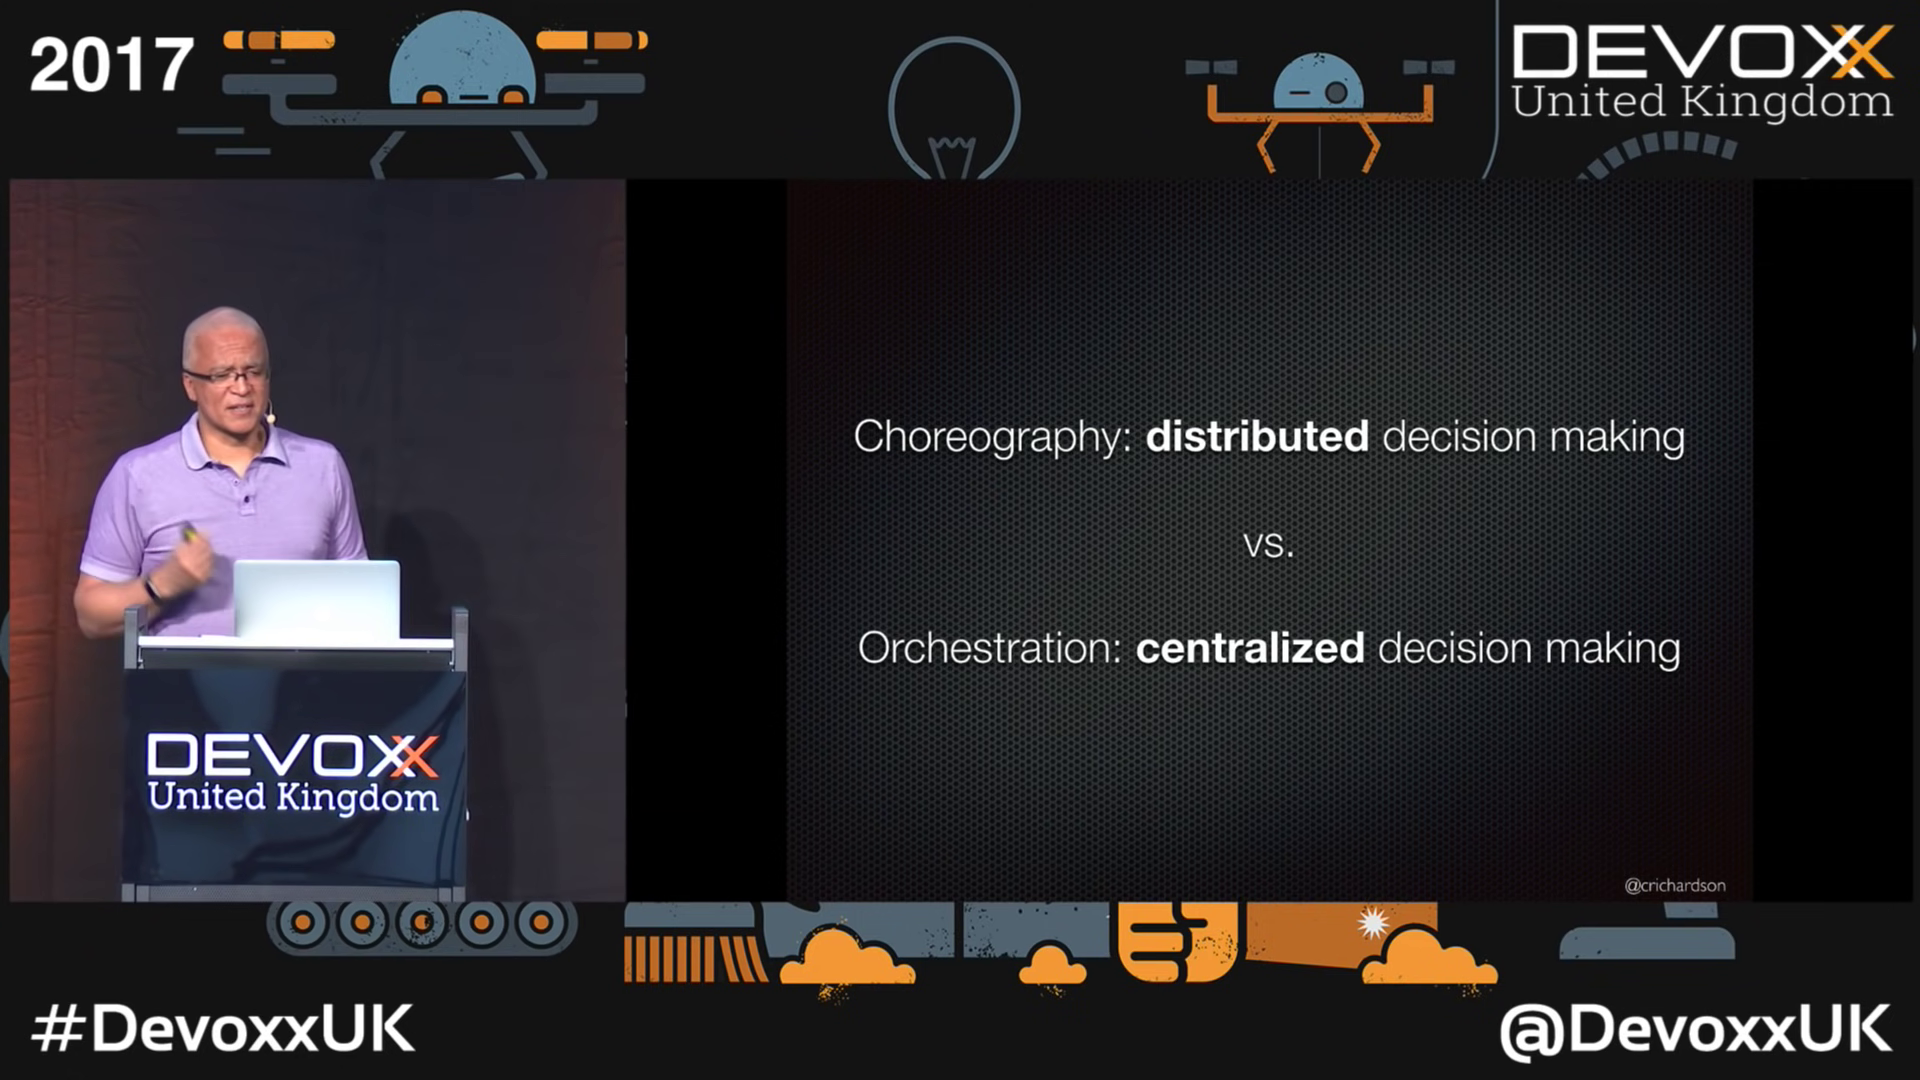 2017
DEVOXX
United Kingdom
Choreography: distributed decision making
vs.
Orchestration: centralized decision making
@crichardson
DEVOXX
United Kingdom
#DevoxxUK
@DevoxxUK